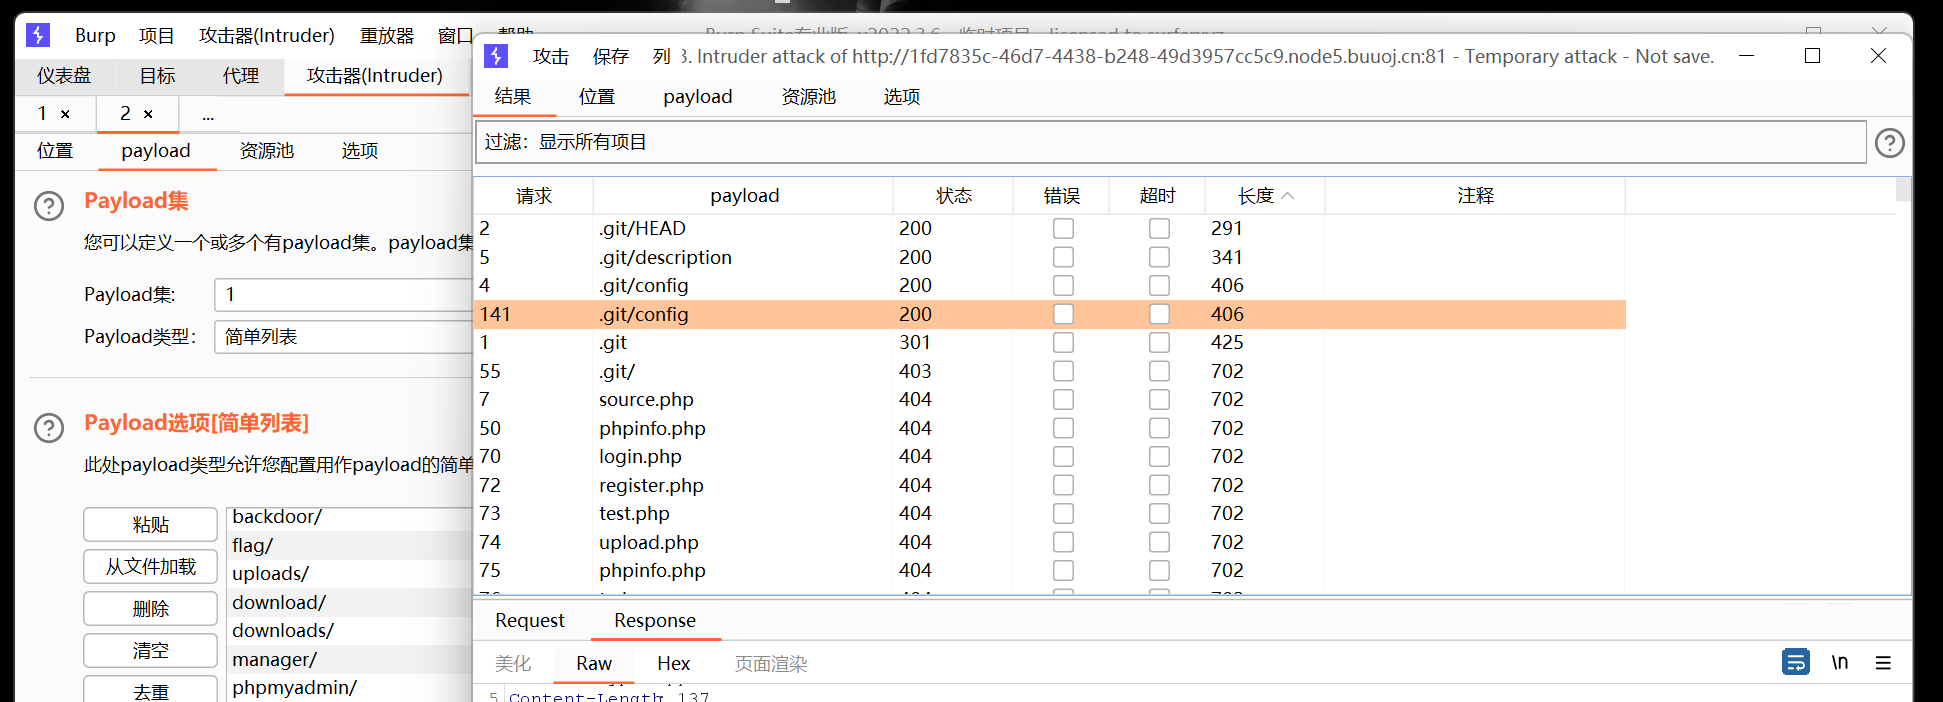 Burp 项目 攻击器(Intruder) 重放器 窗口 帮助
仪表盘 目标 代理 攻击器(Intruder)
1 × 2 × ...
位置 payload 资源池 选项
Payload集
您可以定义一个或多个有payload集。payload集
Payload集: 1
Payload类型: 简单列表
Payload选项[简单列表]
此处payload类型允许您配置用作payload的简单
粘贴
从文件加载
删除
清空
去重
backdoor/
flag/
uploads/
download/
downloads/
manager/
phpmyadmin/
攻击 保存 列 3. Intruder attack of http://1fd7835c-46d7-4438-b248-49d3957cc5c9.node5.buuoj.cn:81 - Temporary attack - Not save.
结果 位置 payload 资源池 选项
过滤: 显示所有项目
请求 payload 状态 错误 超时 长度 注释
2 .git/HEAD 200 291
5 .git/description 200 341
4 .git/config 200 406
141 .git/config 200 406
1 .git 301 425
55 .git/ 403 702
7 source.php 404 702
50 phpinfo.php 404 702
70 login.php 404 702
72 register.php 404 702
73 test.php 404 702
74 upload.php 404 702
75 phpinfo.php 404 702
Request Response
美化 Raw Hex 页面渲染 \n
5 Content-Length: 137